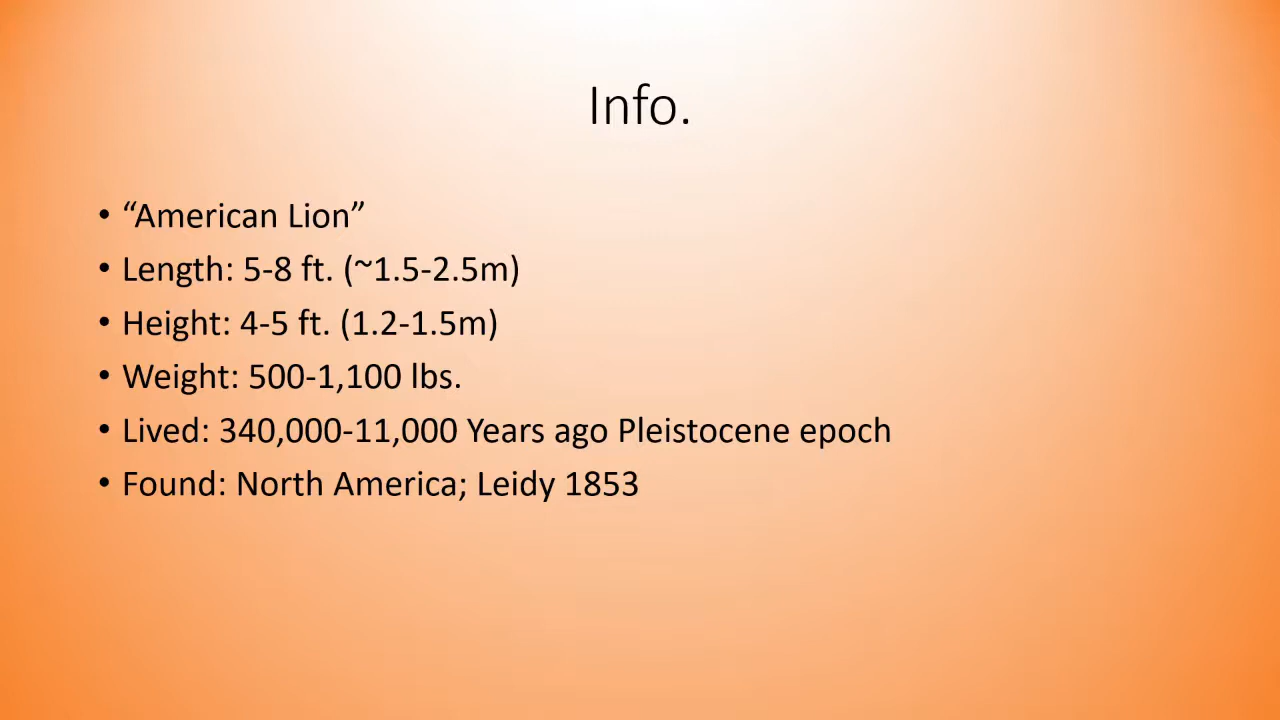 Info.
• “American Lion”
• Length: 5-8 ft. (~1.5-2.5m)
• Height: 4-5 ft. (1.2-1.5m)
• Weight: 500-1,100 lbs.
• Lived: 340,000-11,000 Years ago Pleistocene epoch
• Found: North America; Leidy 1853